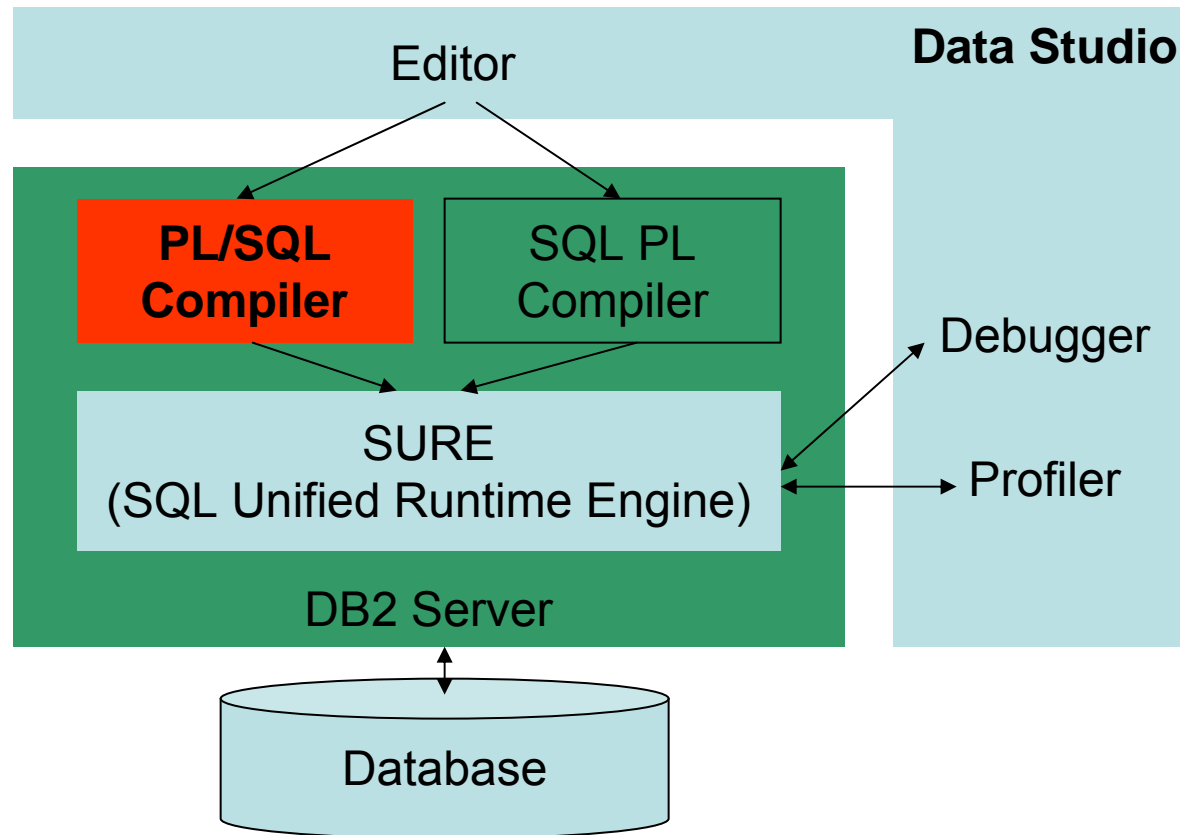 Data Studio
Editor
PL/SQL
Compiler
SQL PL
Compiler
Debugger
SURE
(SQL Unified Runtime Engine)
Profiler
DB2 Server
Database